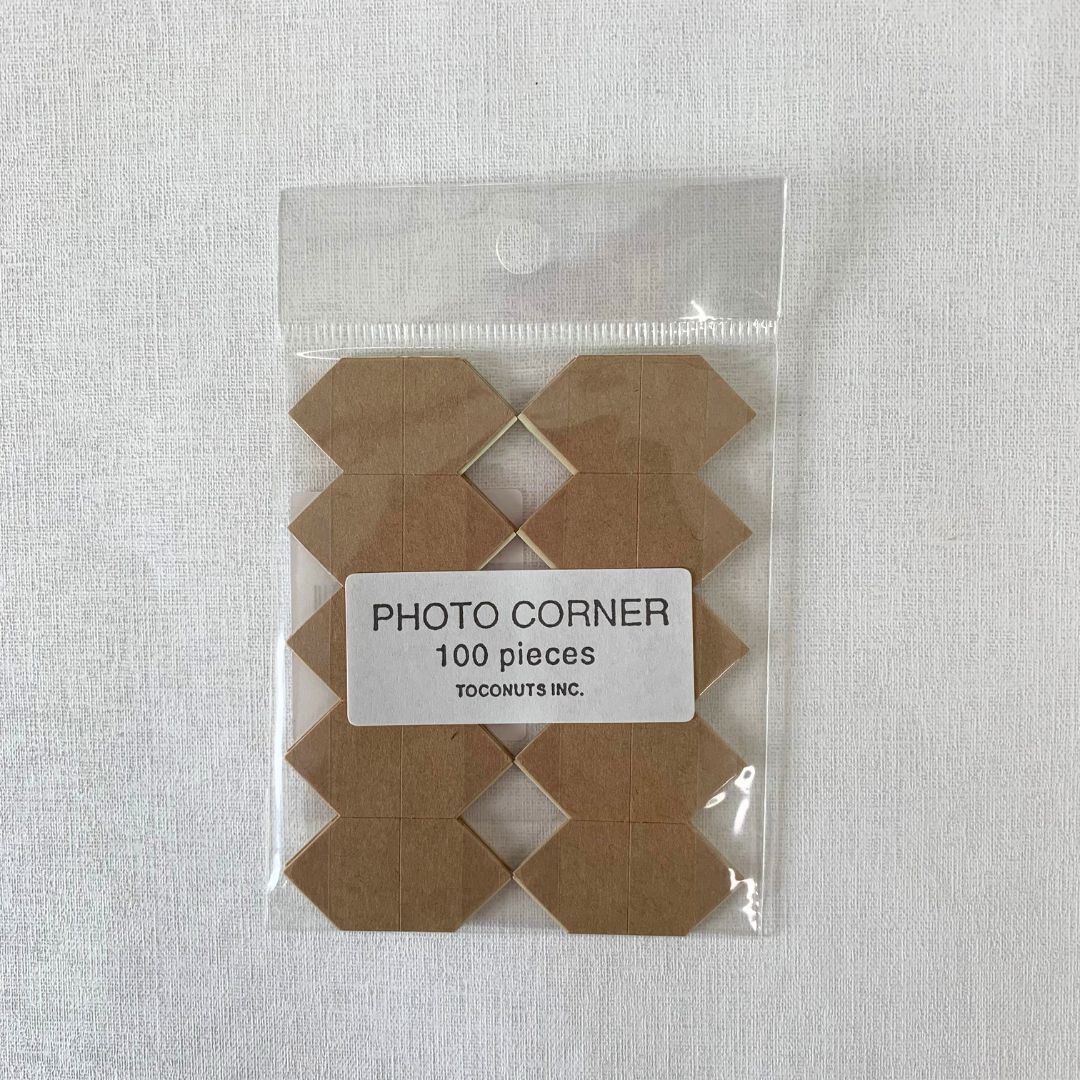 PHOTO CORNER
100 pieces
TOCONUTS INC.